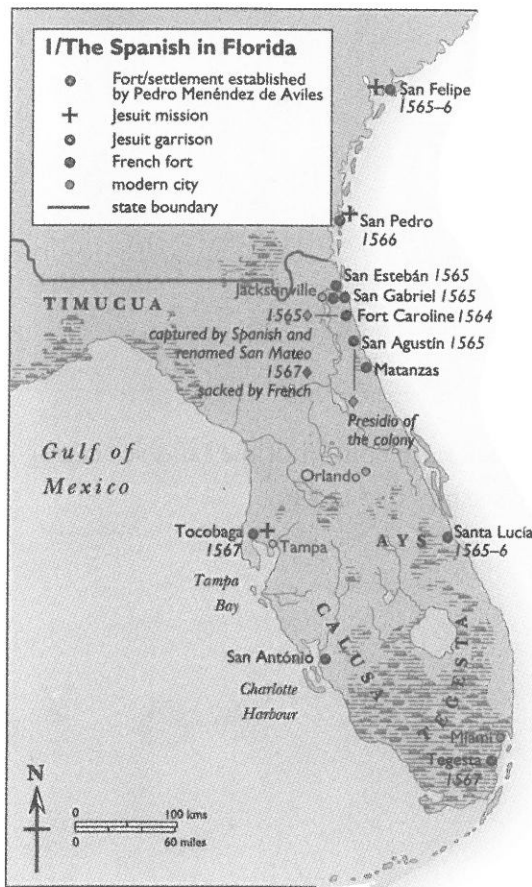 1/The Spanish in Florida
Fort/settlement established
by Pedro Menéndez de Aviles
Jesuit mission
Jesuit garrison
French fort
modern city
state boundary
San Felipe
1565–6
San Pedro
1566
San Estebán 1565
Jacksonville
San Gabriel 1565
TIMUCUA
1565
Fort Caroline 1564
captured by Spanish and
renamed San Mateo
San Agustín 1565
1567
sacked by French
Matanzas
Presidio of
the colony
Gulf of
Mexico
Orlando
Tocobaga
1567
Tampa
AYS
Santa Lucía
1565–6
Tampa
Bay
CALUSA
TEGESTA
San António
Charlotte
Harbour
Miami
Tegesta
1567
N
0 100 kms
0 60 miles